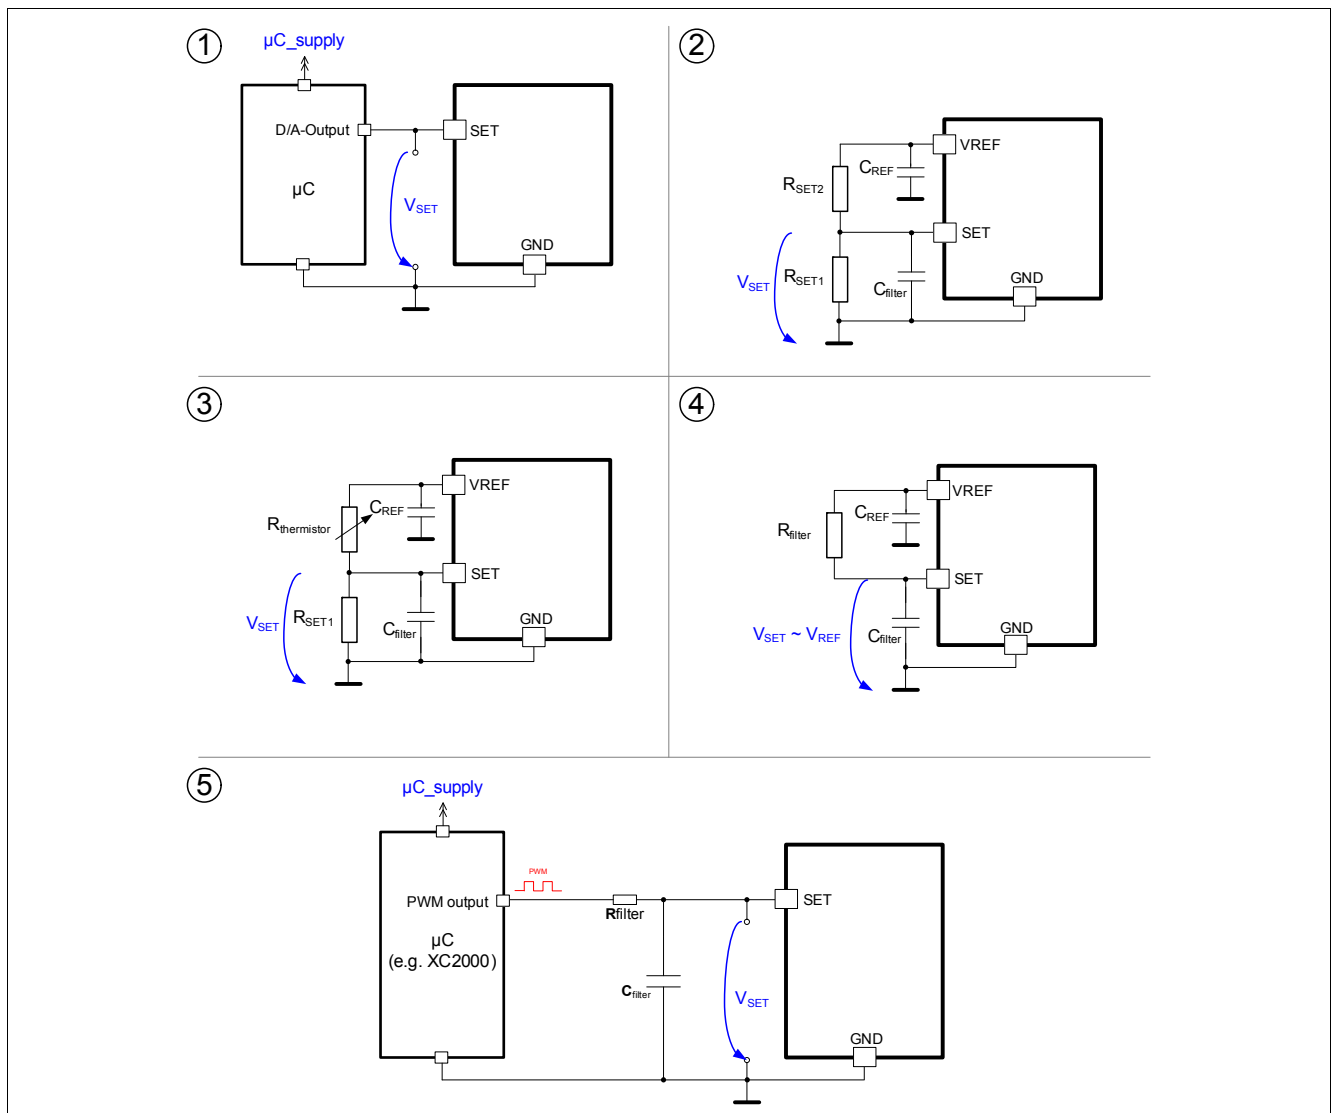 1
µC_supply
D/A-Output
SET
µC
VSET
GND
2
VREF
CREF
RSET2
SET
GND
VSET
RSET1
Cfilter
3
VREF
CREF
Rthermistor
SET
VSET
RSET1
GND
Cfilter
4
VREF
CREF
Rfilter
SET
GND
VSET ~ VREF
Cfilter
5
µC_supply
PWM
PWM output
SET
Rfilter
µC
(e.g. XC2000)
Cfilter
VSET
GND